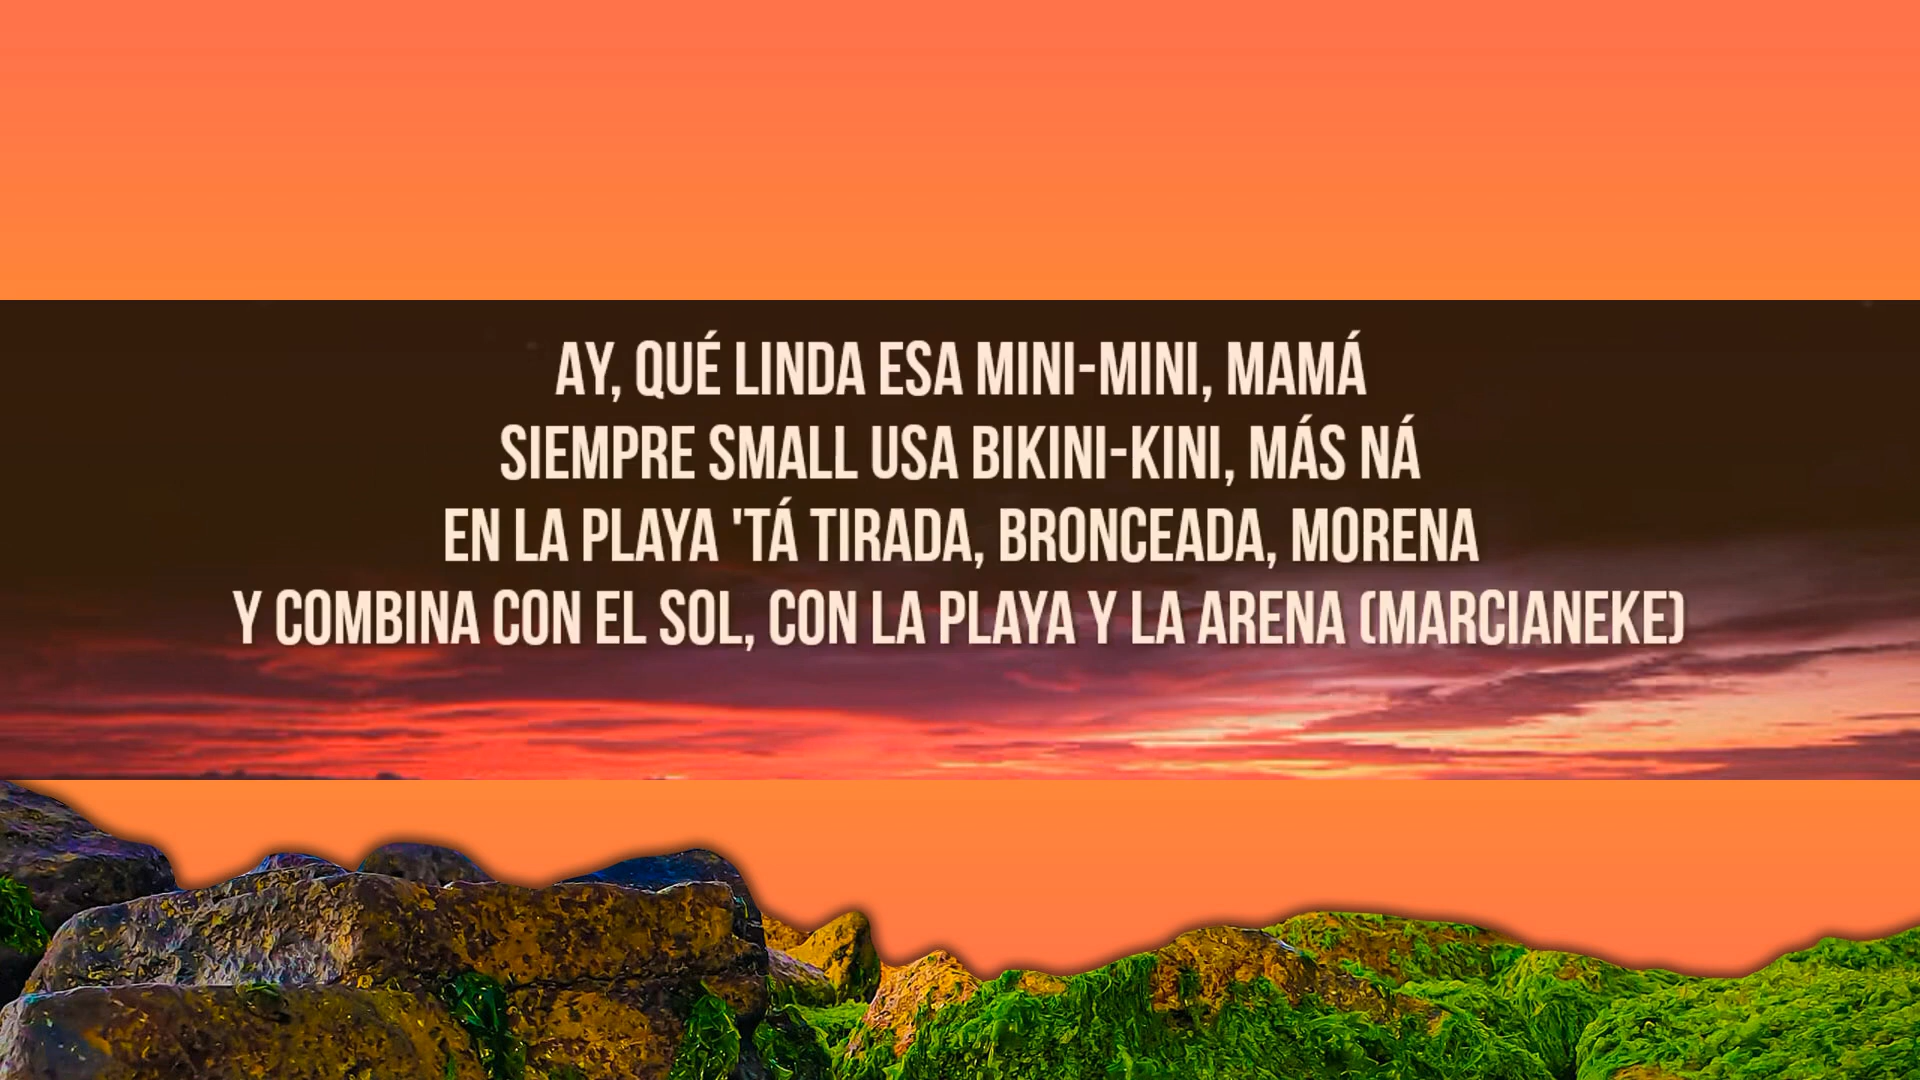 AY, QUÉ LINDA ESA MINI-MINI, MAMÁ
SIEMPRE SMALL USA BIKINI-KINI, MÁS NÁ
EN LA PLAYA 'TÁ TIRADA, BRONCEADA, MORENA
Y COMBINA CON EL SOL, CON LA PLAYA Y LA ARENA (MARCIANEKE)